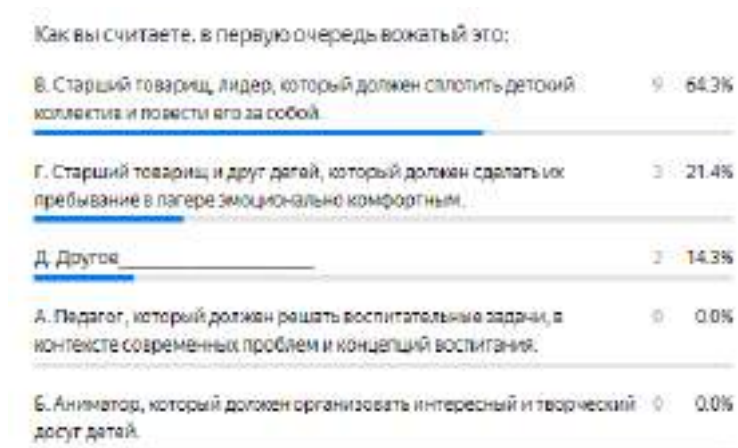 Как вы считаете, в первую очередь вожатый это:
В. Старший товарищ, лидер, который должен сплотить детский 9 64.3%
коллектив и повести его за собой.
Г. Старший товарищ и друг детей, который должен сделать их 3 21.4%
пребывание в лагере эмоционально комфортным.
Д. Другое____________________ 2 14.3%
А. Педагог, который должен решать воспитательные задачи, в 0 0.0%
контексте современных проблем и концепций воспитания.
Б. Аниматор, который должен организовать интересный и творческий 0 0.0%
досуг детей.